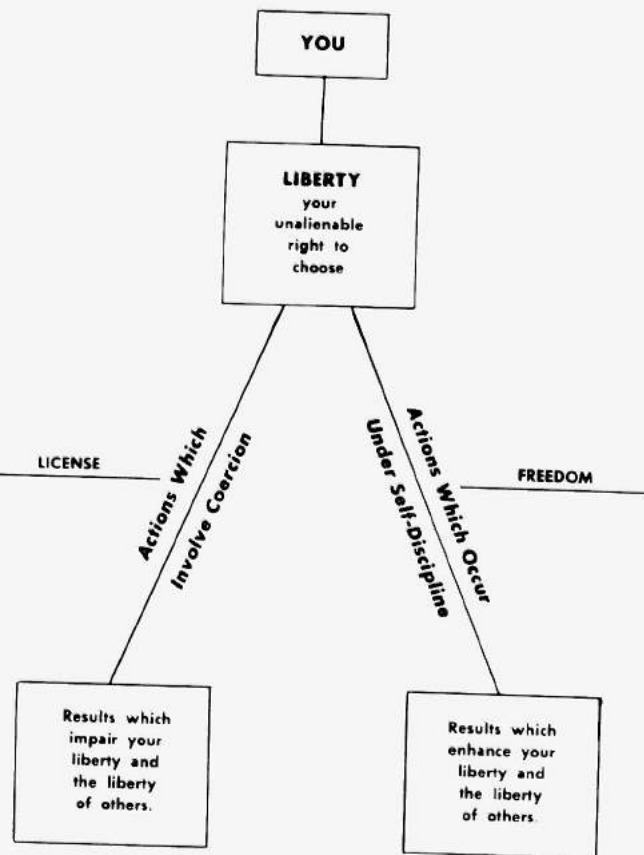 YOU
LIBERTY
your
unalienable
right to
choose
LICENSE
Actions Which
Involve Coercion
Actions Which Occur
Under Self-Discipline
FREEDOM
Results which
impair your
liberty and
the liberty
of others.
Results which
enhance your
liberty and
the liberty
of others.